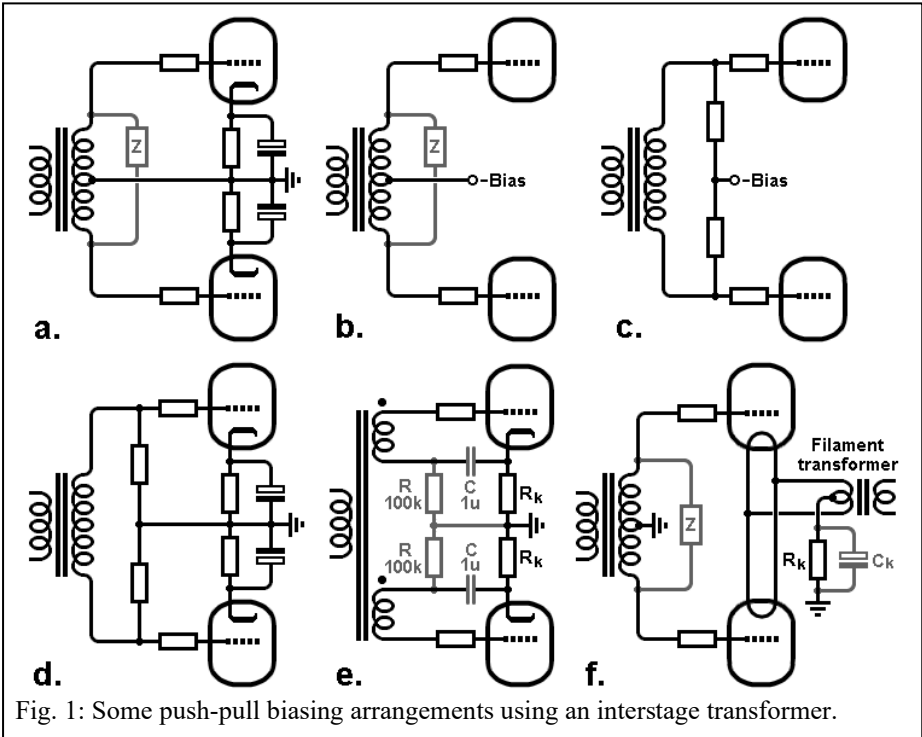 Z
-Bias
Z
-Bias
a.
b.
c.
Filament
transformer
R
100k
C
1u
Rk
R
100k
C
1u
Rk
Z
Rk
Ck
d.
e.
f.
Fig. 1: Some push-pull biasing arrangements using an interstage transformer.